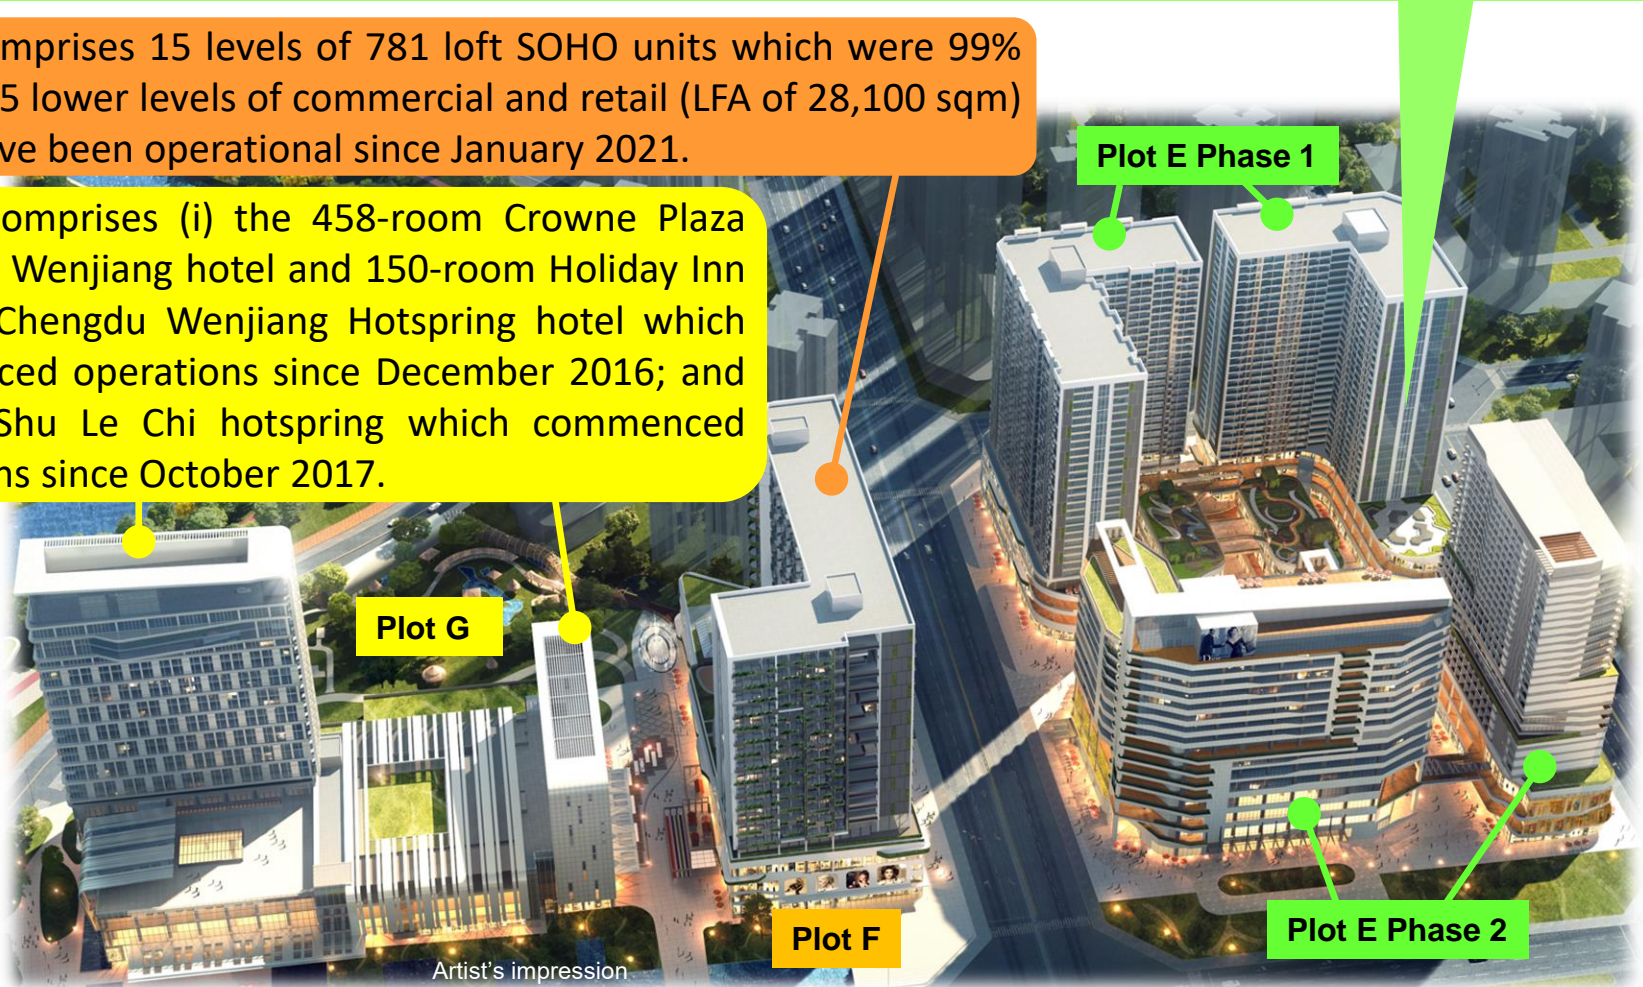 mprises 15 levels of 781 loft SOHO units which were 99%
5 lower levels of commercial and retail (LFA of 28,100 sqm)
ve been operational since January 2021.
Plot E Phase 1
omprises (i) the 458-room Crowne Plaza
Wenjiang hotel and 150-room Holiday Inn
Chengdu Wenjiang Hotspring hotel which
ced operations since December 2016; and
Shu Le Chi hotspring which commenced
ns since October 2017.
Plot G
Plot F
Plot E Phase 2
Artist's impression